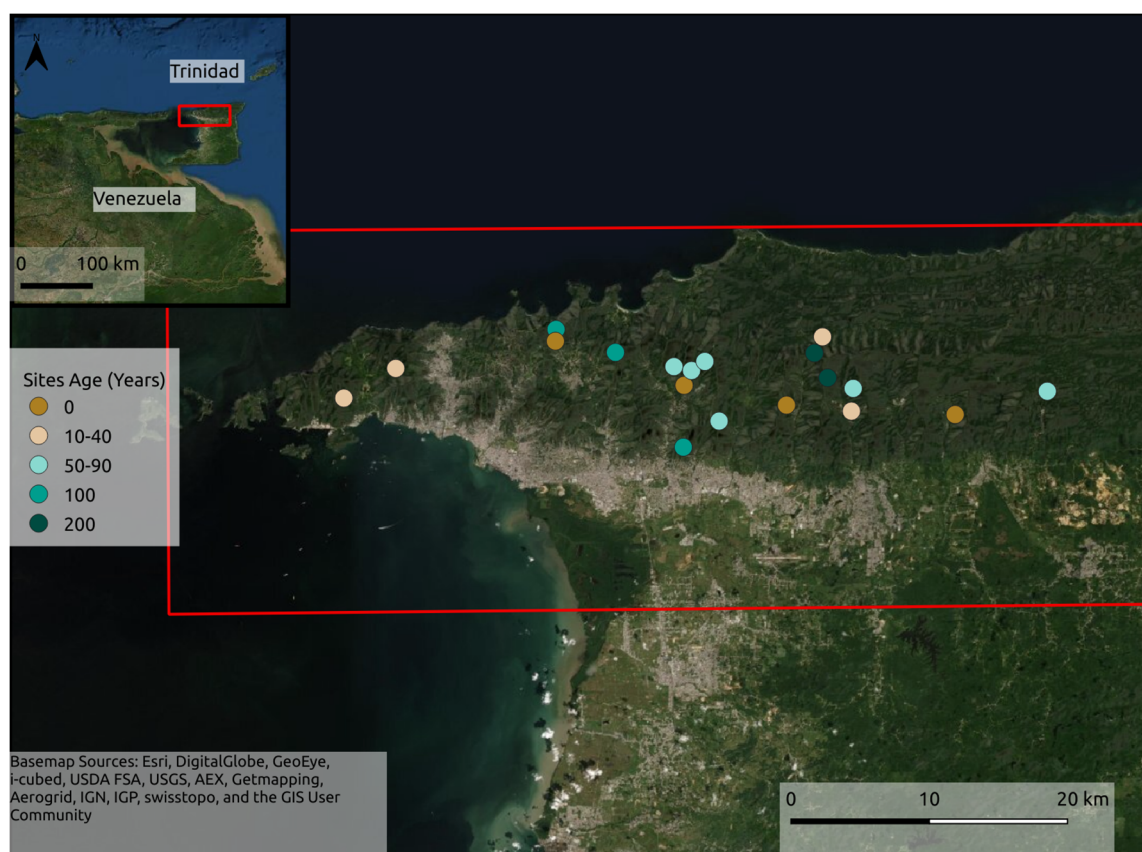 N
Trinidad
Venezuela
0 100 km
Sites Age (Years)
0
10-40
50-90
100
200
Basemap Sources: Esri, DigitalGlobe, GeoEye,
i-cubed, USDA FSA, USGS, AEX, Getmapping,
Aerogrid, IGN, IGP, swisstopo, and the GIS User
Community
0 10 20 km